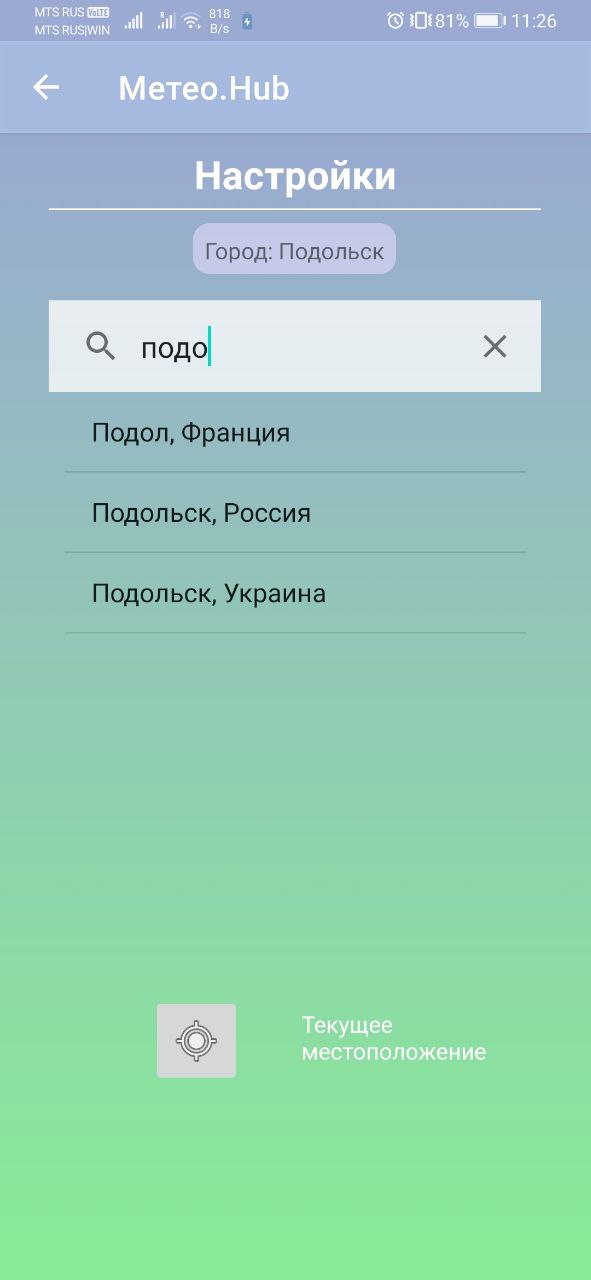 MTS RUS VoLTE
MTS RUS|WIN
818
B/s
81%
11:26
Метео.Hub
Настройки
Город: Подольск
подо
Подол, Франция
Подольск, Россия
Подольск, Украина
Текущее
местоположение